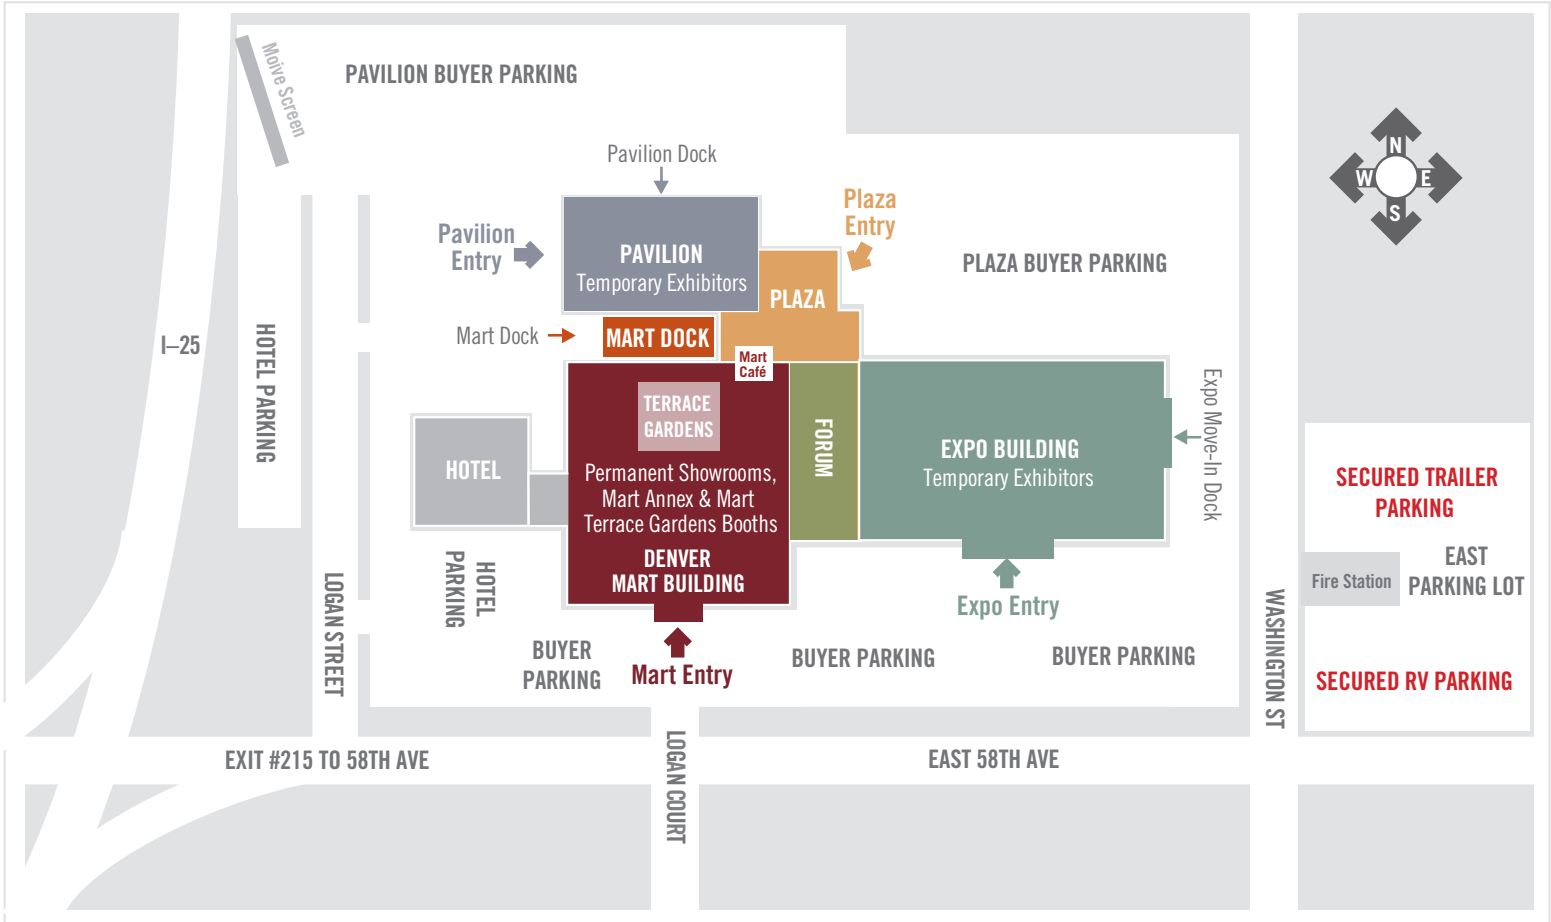 Moive Screen
PAVILION BUYER PARKING
Pavilion Dock
N
W
E
S
Plaza
Entry
Pavilion
Entry
PAVILION
Temporary Exhibitors
PLAZA BUYER PARKING
PLAZA
I–25
HOTEL PARKING
Mart Dock
MART DOCK
Mart
Café
TERRACE
GARDENS
FORUM
Expo Move-In Dock
EXPO BUILDING
Temporary Exhibitors
HOTEL
Permanent Showrooms,
Mart Annex & Mart
Terrace Gardens Booths
DENVER
MART BUILDING
SECURED TRAILER
PARKING
EAST
PARKING LOT
Fire Station
HOTEL
PARKING
LOGAN STREET
Expo Entry
WASHINGTON ST
BUYER
PARKING
Mart Entry
BUYER PARKING
BUYER PARKING
SECURED RV PARKING
EXIT #215 TO 58TH AVE
LOGAN COURT
EAST 58TH AVE